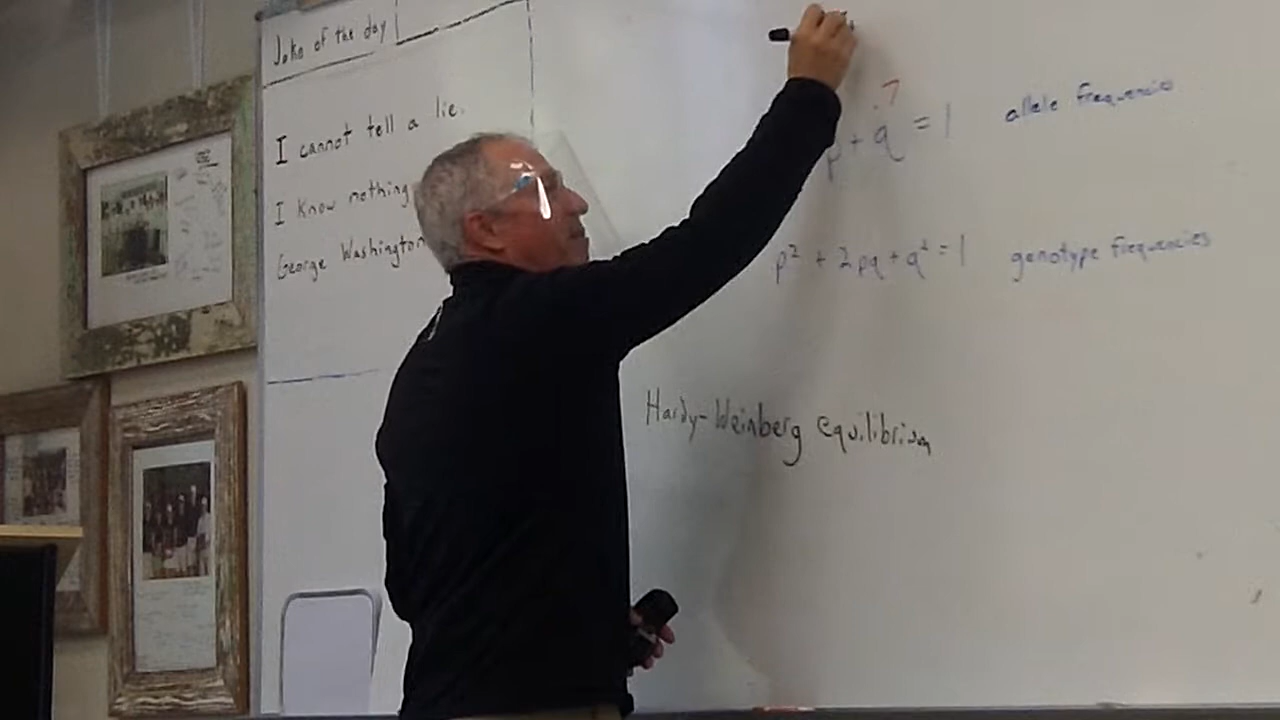 Joke of the day
I cannot tell a lie.
I know nothing
George Washington
.7
p + q = 1 allele frequencies
p² + 2pq + q² = 1 genotype frequencies
Hardy-Weinberg equilibrium